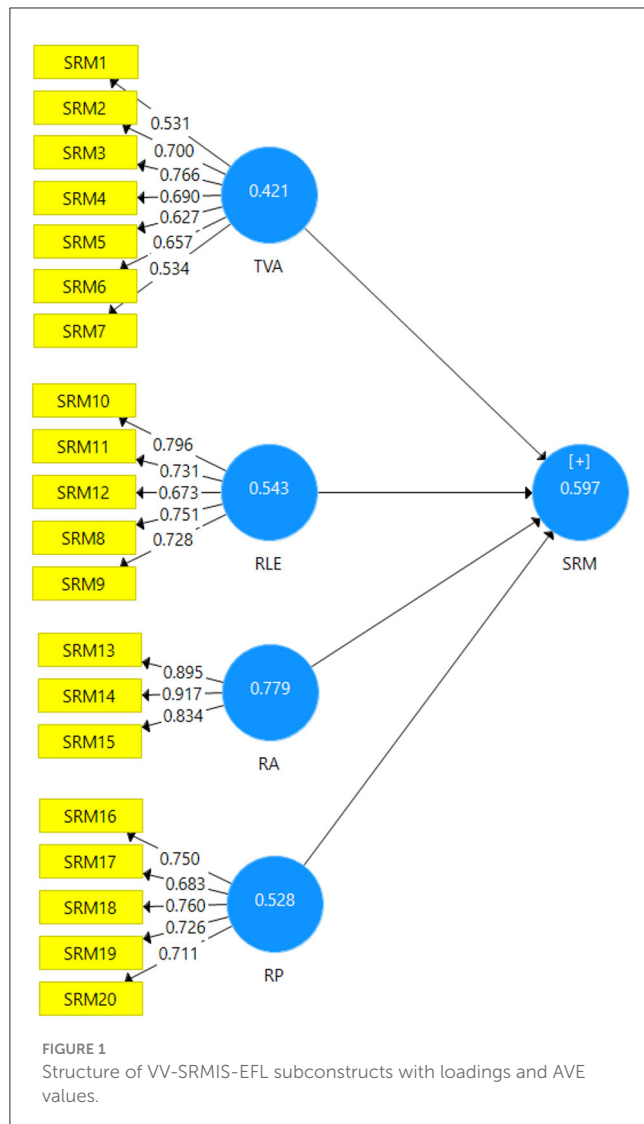 SRM1
SRM2
SRM3
SRM4
SRM5
SRM6
SRM7
0.531
0.700
0.766
0.690
0.627
0.657
0.534
0.421
TVA
SRM10
SRM11
SRM12
SRM8
SRM9
0.796
0.731
0.673
0.751
0.728
0.543
RLE
[+]
0.597
SRM
SRM13
SRM14
SRM15
0.895
0.917
0.834
0.779
RA
SRM16
SRM17
SRM18
SRM19
SRM20
0.750
0.683
0.760
0.726
0.711
0.528
RP
FIGURE 1
Structure of VV-SRMIS-EFL subconstructs with loadings and AVE
values.